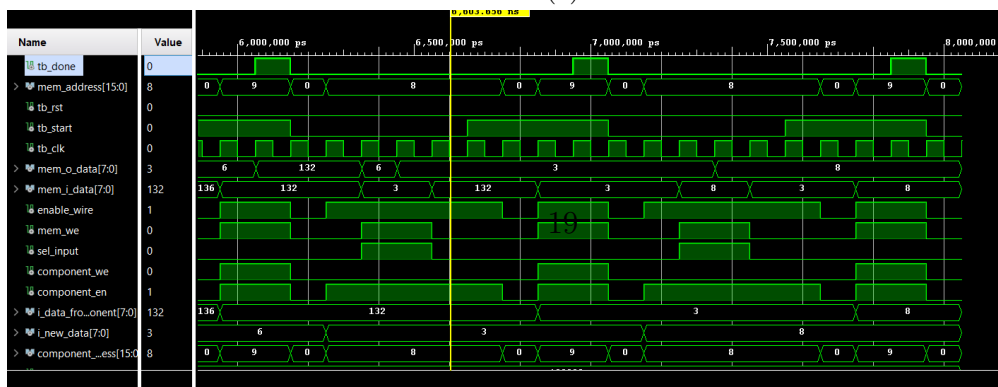 6,603.656 ns
Name Value 6,000,000 ps 6,500,000 ps 7,000,000 ps 7,500,000 ps 8,000,000
tb_done 0
mem_address[15:0] 8 0 9 0 8 0 9 0 8 0 9 0
tb_rst 0
tb_start 0
tb_clk 0
mem_o_data[7:0] 3 6 132 6 3 8
mem_i_data[7:0] 132 136 132 3 132 3 8 3 8
enable_wire 1
mem_we 0 19
sel_input 0
component_we 0
component_en 1
i_data_fro...onent[7:0] 132 136 132 3 8
i_new_data[7:0] 3 6 3 8
component_...ess[15:0 8 0 9 0 8 0 9 0 8 0 9 0